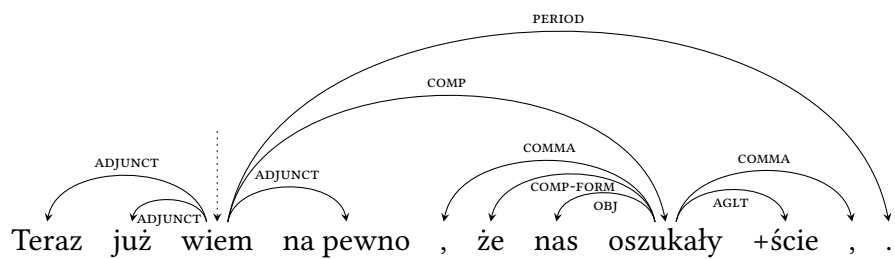 PERIOD
COMP
ADJUNCT ADJUNCT COMMA COMMA
ADJUNCT COMP-FORM OBJ AGLT
Teraz już wiem na pewno , że nas oszukały +ście , .